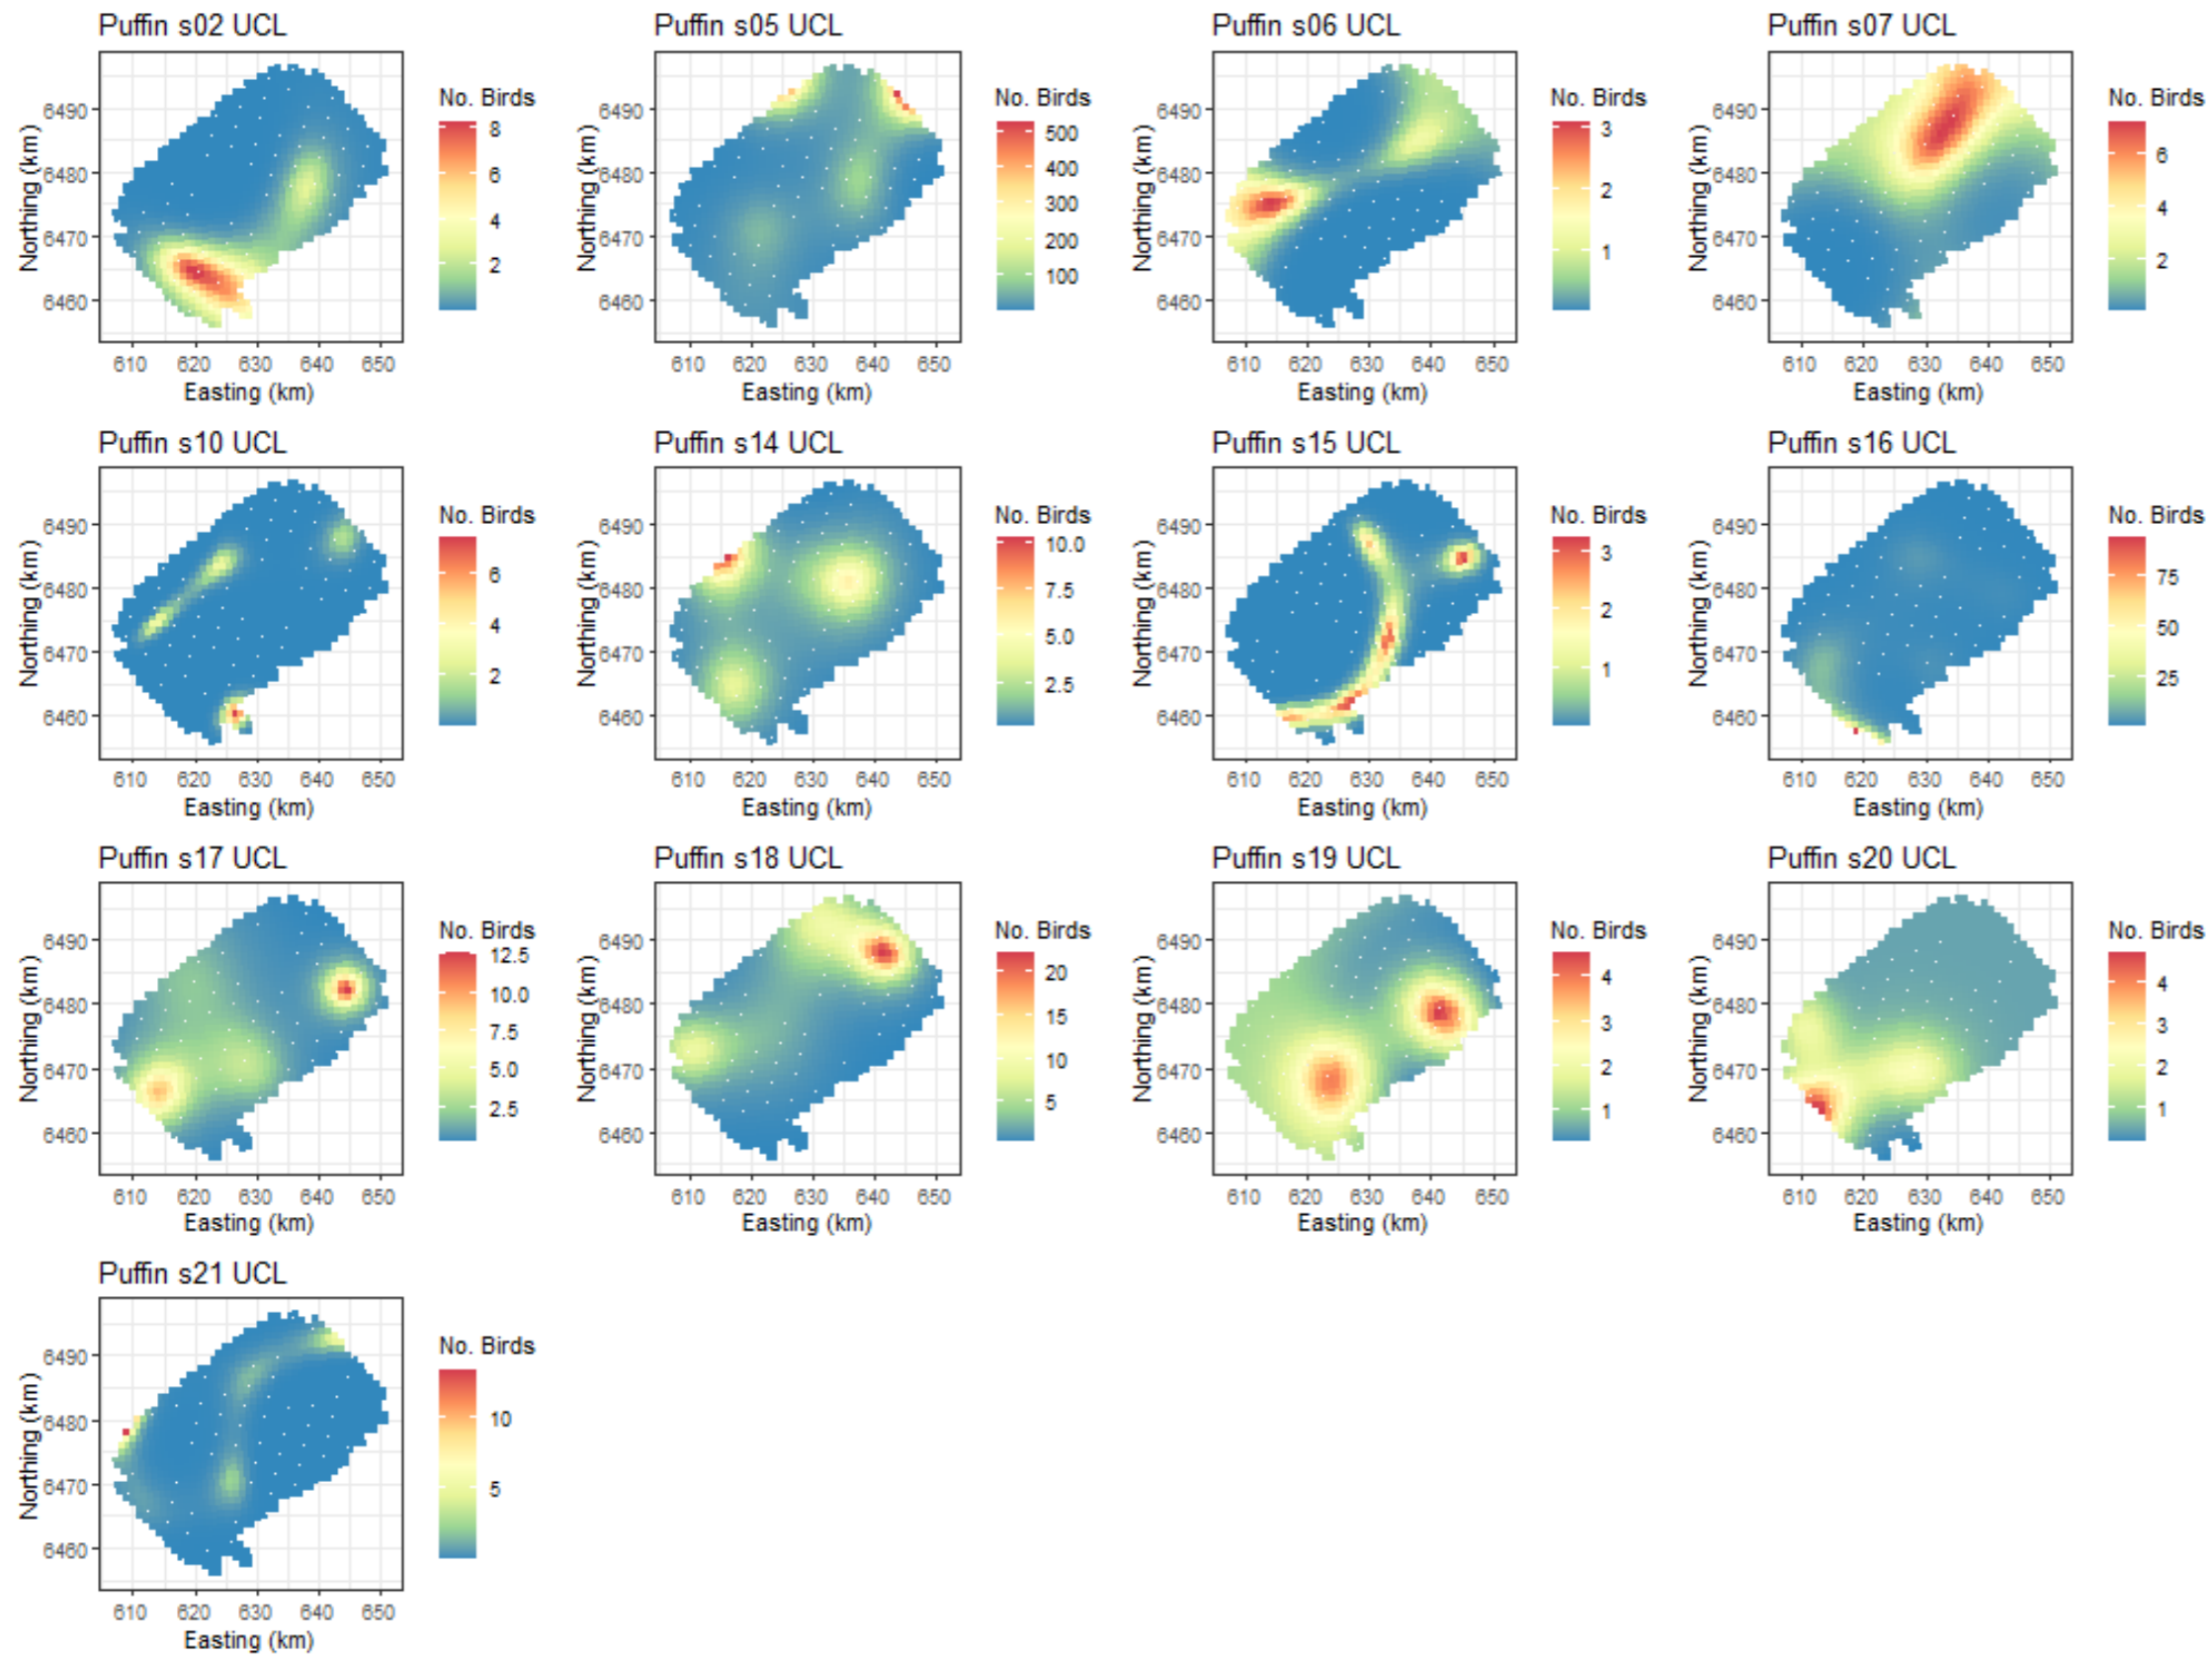 Puffin s02 UCL
No. Birds
8
6
4
2
6490
6480
6470
6460
Northing (km)
610 620 630 640 650
Easting (km)
Puffin s05 UCL
No. Birds
500
400
300
200
100
6490
6480
6470
6460
Northing (km)
610 620 630 640 650
Easting (km)
Puffin s06 UCL
No. Birds
3
2
1
6490
6480
6470
6460
Northing (km)
610 620 630 640 650
Easting (km)
Puffin s07 UCL
No. Birds
6
4
2
6490
6480
6470
6460
Northing (km)
610 620 630 640 650
Easting (km)
Puffin s10 UCL
No. Birds
6
4
2
6490
6480
6470
6460
Northing (km)
610 620 630 640 650
Easting (km)
Puffin s14 UCL
No. Birds
10.0
7.5
5.0
2.5
6490
6480
6470
6460
Northing (km)
610 620 630 640 650
Easting (km)
Puffin s15 UCL
No. Birds
3
2
1
6490
6480
6470
6460
Northing (km)
610 620 630 640 650
Easting (km)
Puffin s16 UCL
No. Birds
75
50
25
6490
6480
6470
6460
Northing (km)
610 620 630 640 650
Easting (km)
Puffin s17 UCL
No. Birds
12.5
10.0
7.5
5.0
2.5
6490
6480
6470
6460
Northing (km)
610 620 630 640 650
Easting (km)
Puffin s18 UCL
No. Birds
20
15
10
5
6490
6480
6470
6460
Northing (km)
610 620 630 640 650
Easting (km)
Puffin s19 UCL
No. Birds
4
3
2
1
6490
6480
6470
6460
Northing (km)
610 620 630 640 650
Easting (km)
Puffin s20 UCL
No. Birds
4
3
2
1
6490
6480
6470
6460
Northing (km)
610 620 630 640 650
Easting (km)
Puffin s21 UCL
No. Birds
10
5
6490
6480
6470
6460
Northing (km)
610 620 630 640 650
Easting (km)